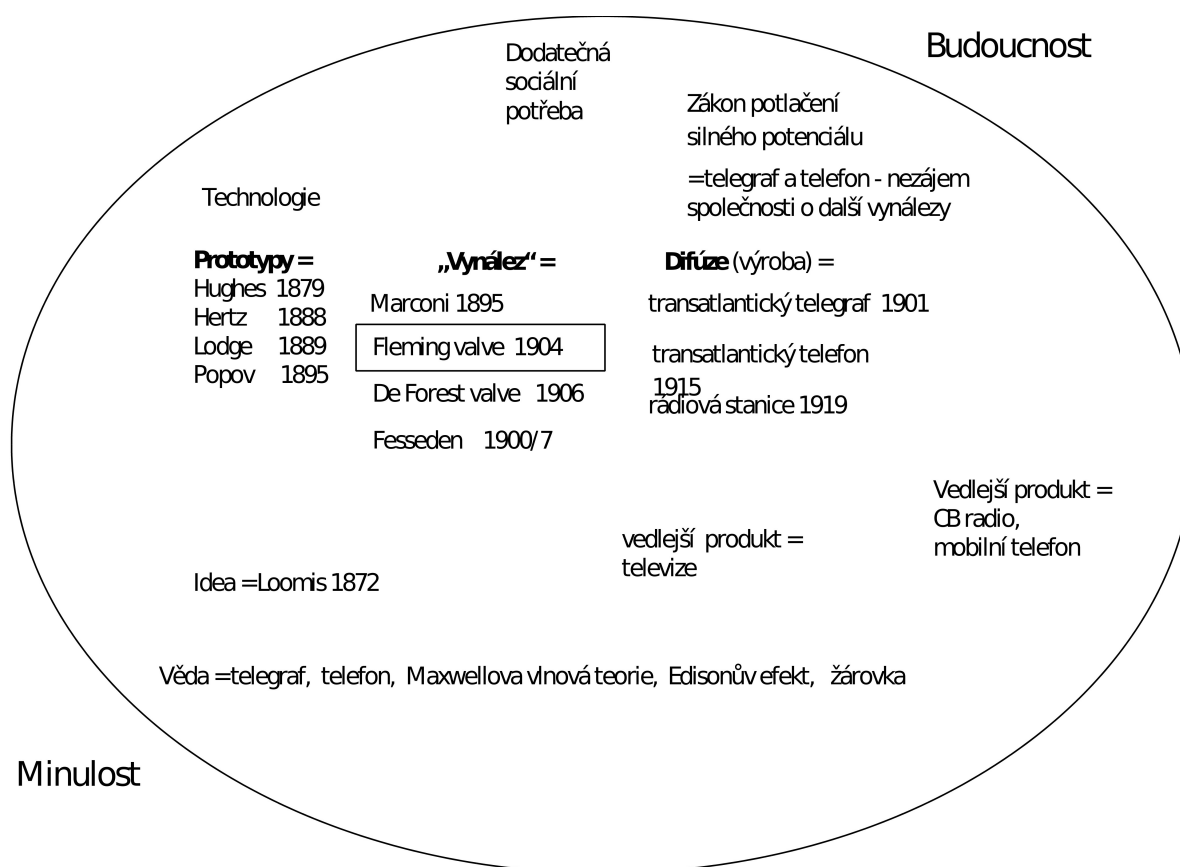 Budoucnost
Dodatečná
sociální
potřeba
Zákon potlačení
silného potenciálu
=telegraf a telefon - nezájem
společnosti o další vynálezy
Technologie
Prototypy =
Hughes 1879
Hertz 1888
Lodge 1889
Popov 1895
„Vynález“ =
Marconi 1895
Fleming valve 1904
De Forest valve 1906
Fesseden 1900/7
Difúze (výroba) =
transatlantický telegraf 1901
transatlantický telefon
1915
rádiová stanice 1919
Vedlejší produkt =
CB radio,
mobilní telefon
vedlejší produkt =
televize
Idea =Loomis 1872
Věda =telegraf, telefon, Maxwellova vlnová teorie, Edisonův efekt, žárovka
Minulost